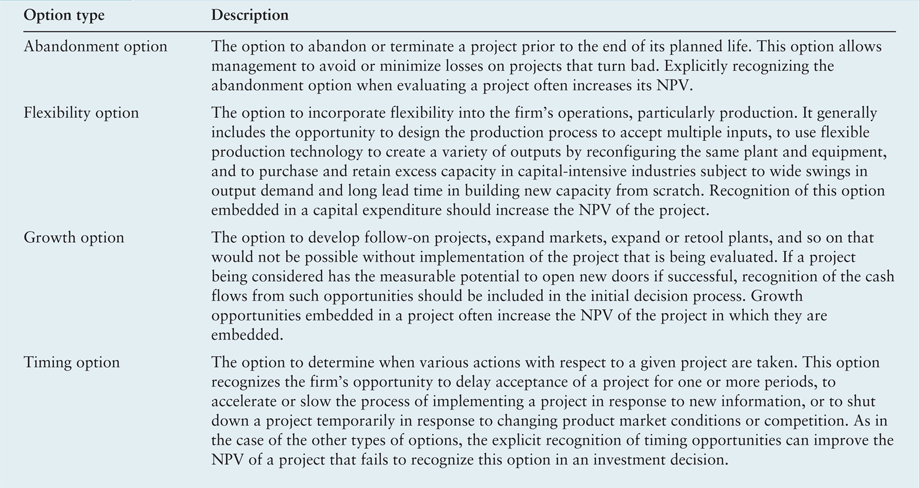 Option type Description
Abandonment option The option to abandon or terminate a project prior to the end of its planned life. This option allows
management to avoid or minimize losses on projects that turn bad. Explicitly recognizing the
abandonment option when evaluating a project often increases its NPV.
Flexibility option The option to incorporate flexibility into the firm's operations, particularly production. It generally
includes the opportunity to design the production process to accept multiple inputs, to use flexible
production technology to create a variety of outputs by reconfiguring the same plant and equipment,
and to purchase and retain excess capacity in capital-intensive industries subject to wide swings in
output demand and long lead time in building new capacity from scratch. Recognition of this option
embedded in a capital expenditure should increase the NPV of the project.
Growth option The option to develop follow-on projects, expand markets, expand or retool plants, and so on that
would not be possible without implementation of the project that is being evaluated. If a project
being considered has the measurable potential to open new doors if successful, recognition of the cash
flows from such opportunities should be included in the initial decision process. Growth
opportunities embedded in a project often increase the NPV of the project in which they are
embedded.
Timing option The option to determine when various actions with respect to a given project are taken. This option
recognizes the firm's opportunity to delay acceptance of a project for one or more periods, to
accelerate or slow the process of implementing a project in response to new information, or to shut
down a project temporarily in response to changing product market conditions or competition. As in
the case of the other types of options, the explicit recognition of timing opportunities can improve the
NPV of a project that fails to recognize this option in an investment decision.